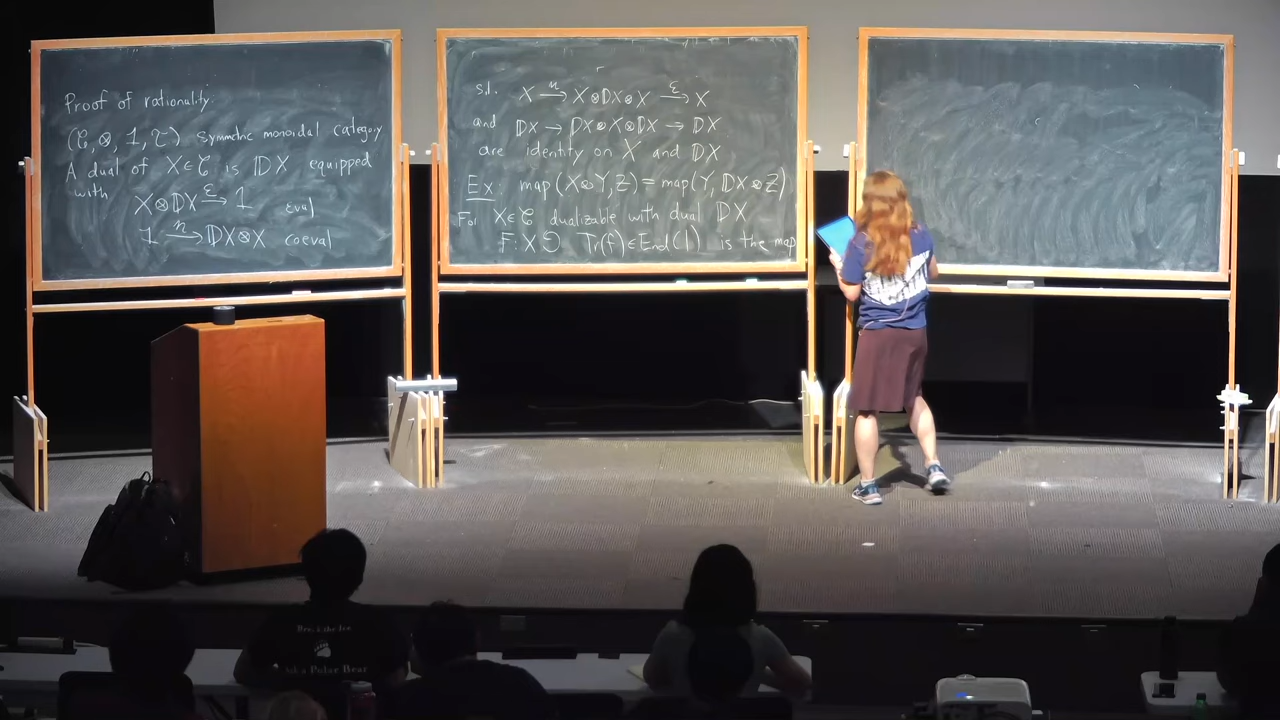 Proof of rationality:
(𝒞, ⊗, 1, τ) symmetric monoidal category
A dual of X∈𝒞 is 𝔻X equipped
with
X⊗𝔻X --ε--> 1 eval
1 --η--> 𝔻X⊗X coeval
s.t. X --η--> X⊗𝔻X⊗X --ε--> X
and 𝔻X → 𝔻X⊗X⊗𝔻X → 𝔻X
are identity on X and 𝔻X
Ex: map(X⊗Y, Z) = map(Y, 𝔻X⊗Z)
For X∈𝒞 dualizable with dual 𝔻X
F: X↺ Tr(f)∈End(1) is the map
Polar Bear